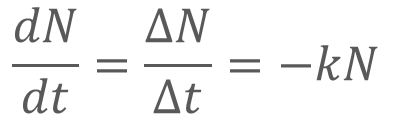 dN/dt = ΔN/Δt = −kN